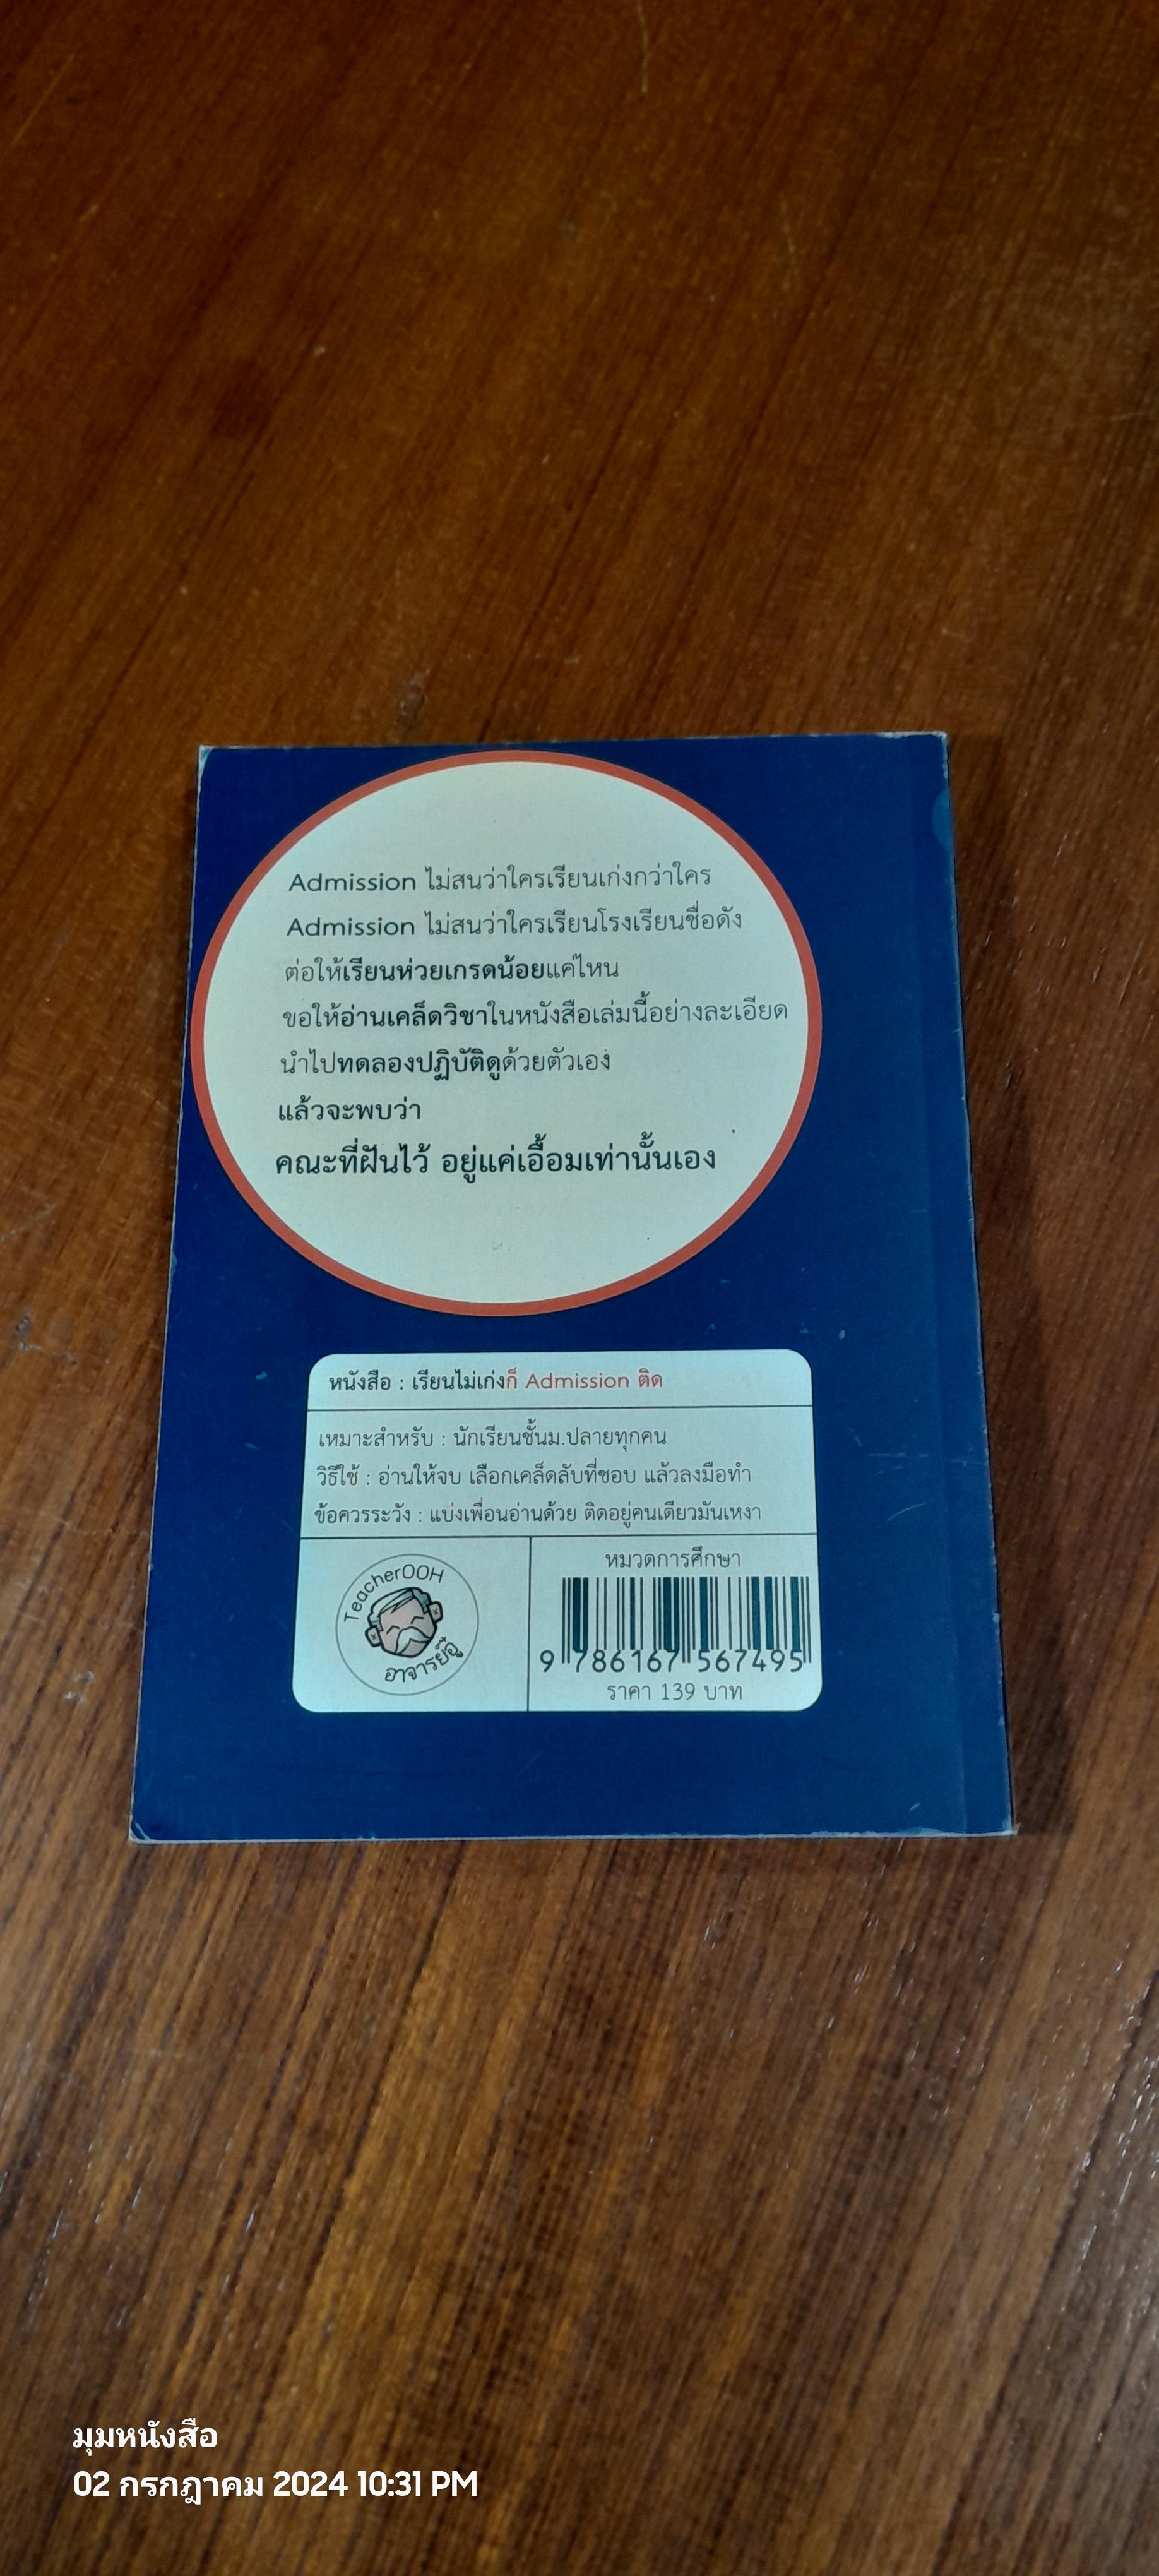 Admission ไม่สนว่าใครเรียนเก่งกว่าใคร
Admission ไม่สนว่าใครเรียนโรงเรียนชื่อดัง
ต่อให้เรียนห่วยเกรดน้อยแค่ไหน
ขอให้อ่านเคล็ดวิชาในหนังสือเล่มนี้อย่างละเอียด
นำไปทดลองปฏิบัติดูด้วยตัวเอง
แล้วจะพบว่า
คณะที่ฝันไว้ อยู่แค่เอื้อมเท่านั้นเอง
หนังสือ : เรียนไม่เก่งก็ Admission ติด
เหมาะสำหรับ : นักเรียนชั้นม.ปลายทุกคน
วิธีใช้ : อ่านให้จบ เลือกเคล็ดลับที่ชอบ แล้วลงมือทำ
ข้อควรระวัง : แบ่งเพื่อนอ่านด้วย ติดอยู่คนเดียวมันเหงา
TeacherOOH
อาจารย์อู๋
หมวดการศึกษา
9 786167 567495
ราคา 139 บาท
มุมหนังสือ
02 กรกฎาคม 2024 10:31 PM